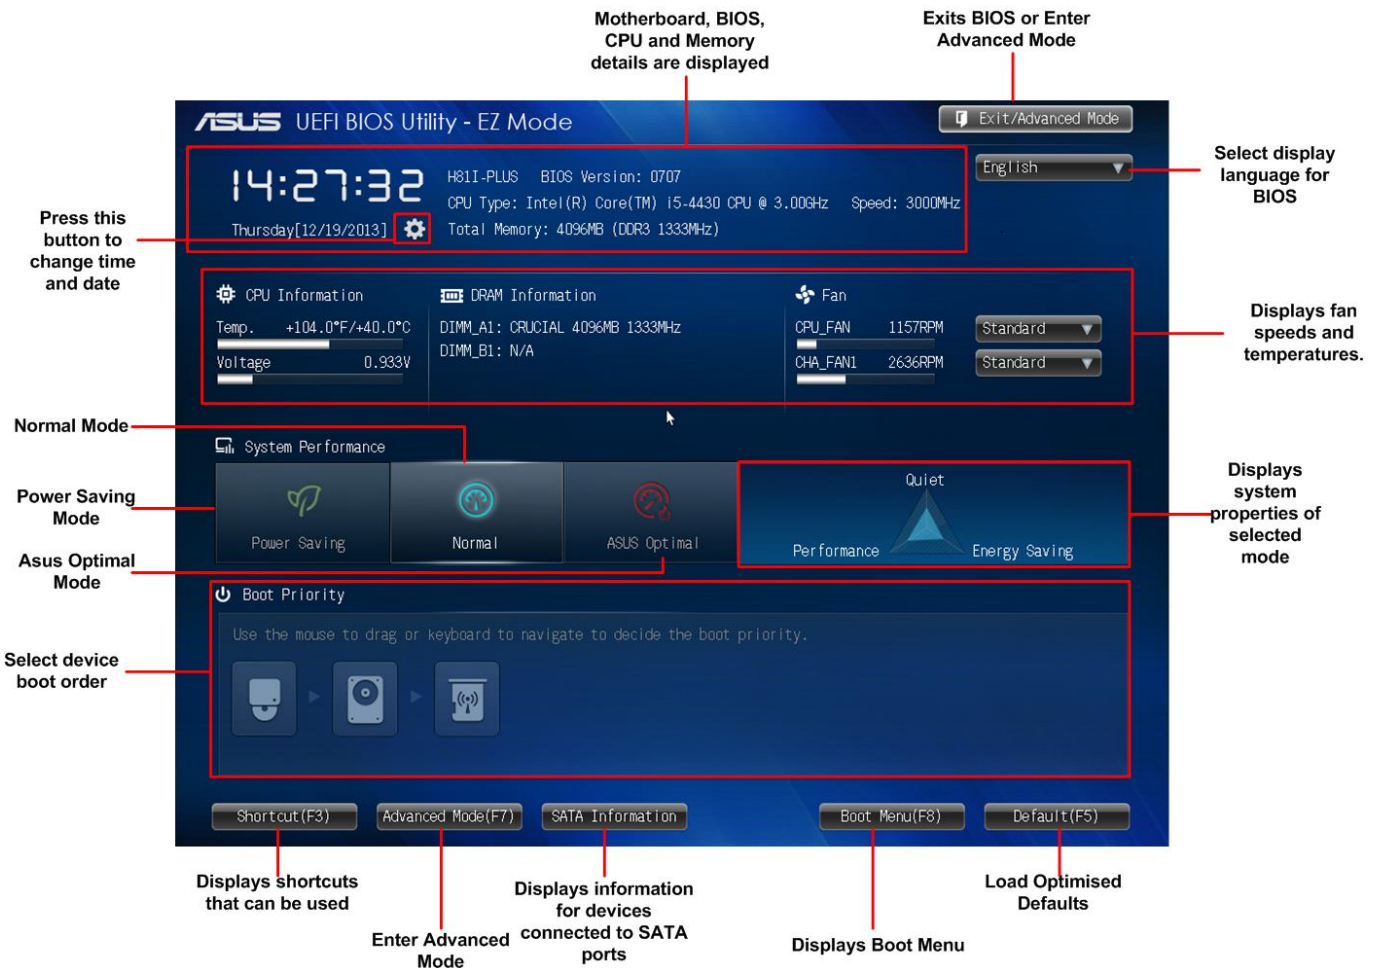 Motherboard, BIOS,
CPU and Memory
details are displayed
Exits BIOS or Enter
Advanced Mode
ASUS UEFI BIOS Utility - EZ Mode
Exit/Advanced Mode
English
Select display
language for
BIOS
14:27:32
Thursday[12/19/2013]
H81I-PLUS BIOS Version: 0707
CPU Type: Intel(R) Core(TM) i5-4430 CPU @ 3.00GHz Speed: 3000MHz
Total Memory: 4096MB (DDR3 1333MHz)
Press this
button to
change time
and date
CPU Information
Temp. +104.0°F/+40.0°C
Voltage 0.933V
DRAM Information
DIMM_A1: CRUCIAL 4096MB 1333MHz
DIMM_B1: N/A
Fan
CPU_FAN 1157RPM
Standard
CHA_FAN1 2636RPM
Standard
Displays fan
speeds and
temperatures.
Normal Mode
System Performance
Power Saving
Mode
Asus Optimal
Mode
Power Saving
Normal
ASUS Optimal
Quiet
Performance
Energy Saving
Displays
system
properties of
selected
mode
Boot Priority
Use the mouse to drag or keyboard to navigate to decide the boot priority.
Select device
boot order
Shortcut(F3)
Advanced Mode(F7)
SATA Information
Boot Menu(F8)
Default(F5)
Displays shortcuts
that can be used
Enter Advanced
Mode
Displays information
for devices
connected to SATA
ports
Displays Boot Menu
Load Optimised
Defaults